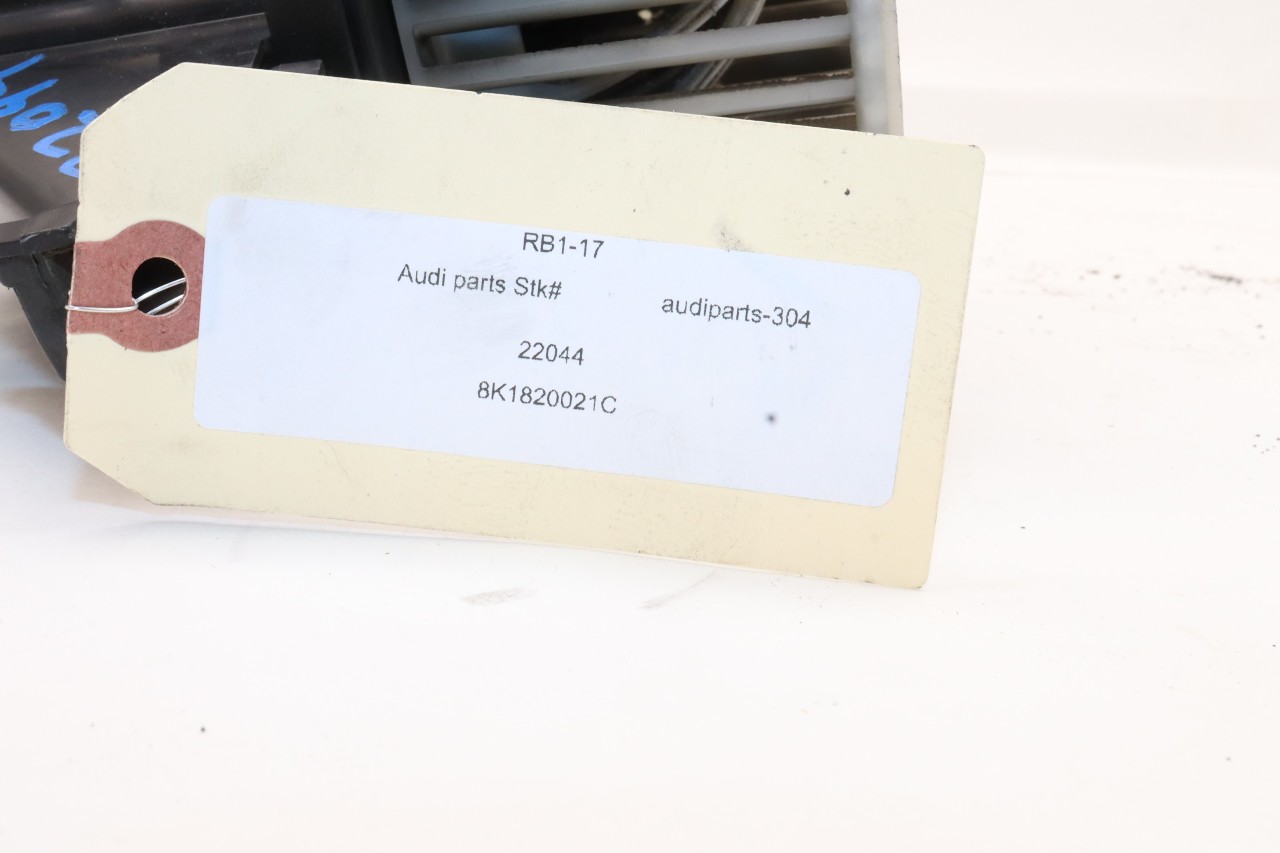 RB1-17
Audi parts Stk# audiparts-304
22044
8K1820021C